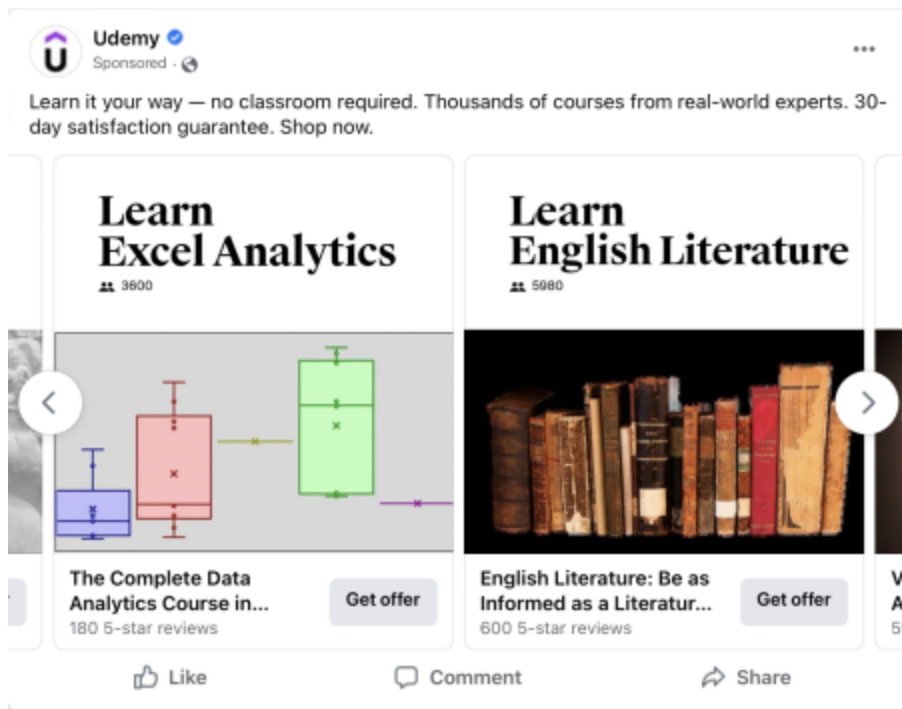 Udemy
Sponsored ·
Learn it your way — no classroom required. Thousands of courses from real-world experts. 30-
day satisfaction guarantee. Shop now.
Learn
Excel Analytics
3600
Learn
English Literature
5980
The Complete Data
Analytics Course in...
180 5-star reviews
Get offer
English Literature: Be as
Informed as a Literatur...
600 5-star reviews
Get offer
Like
Comment
Share